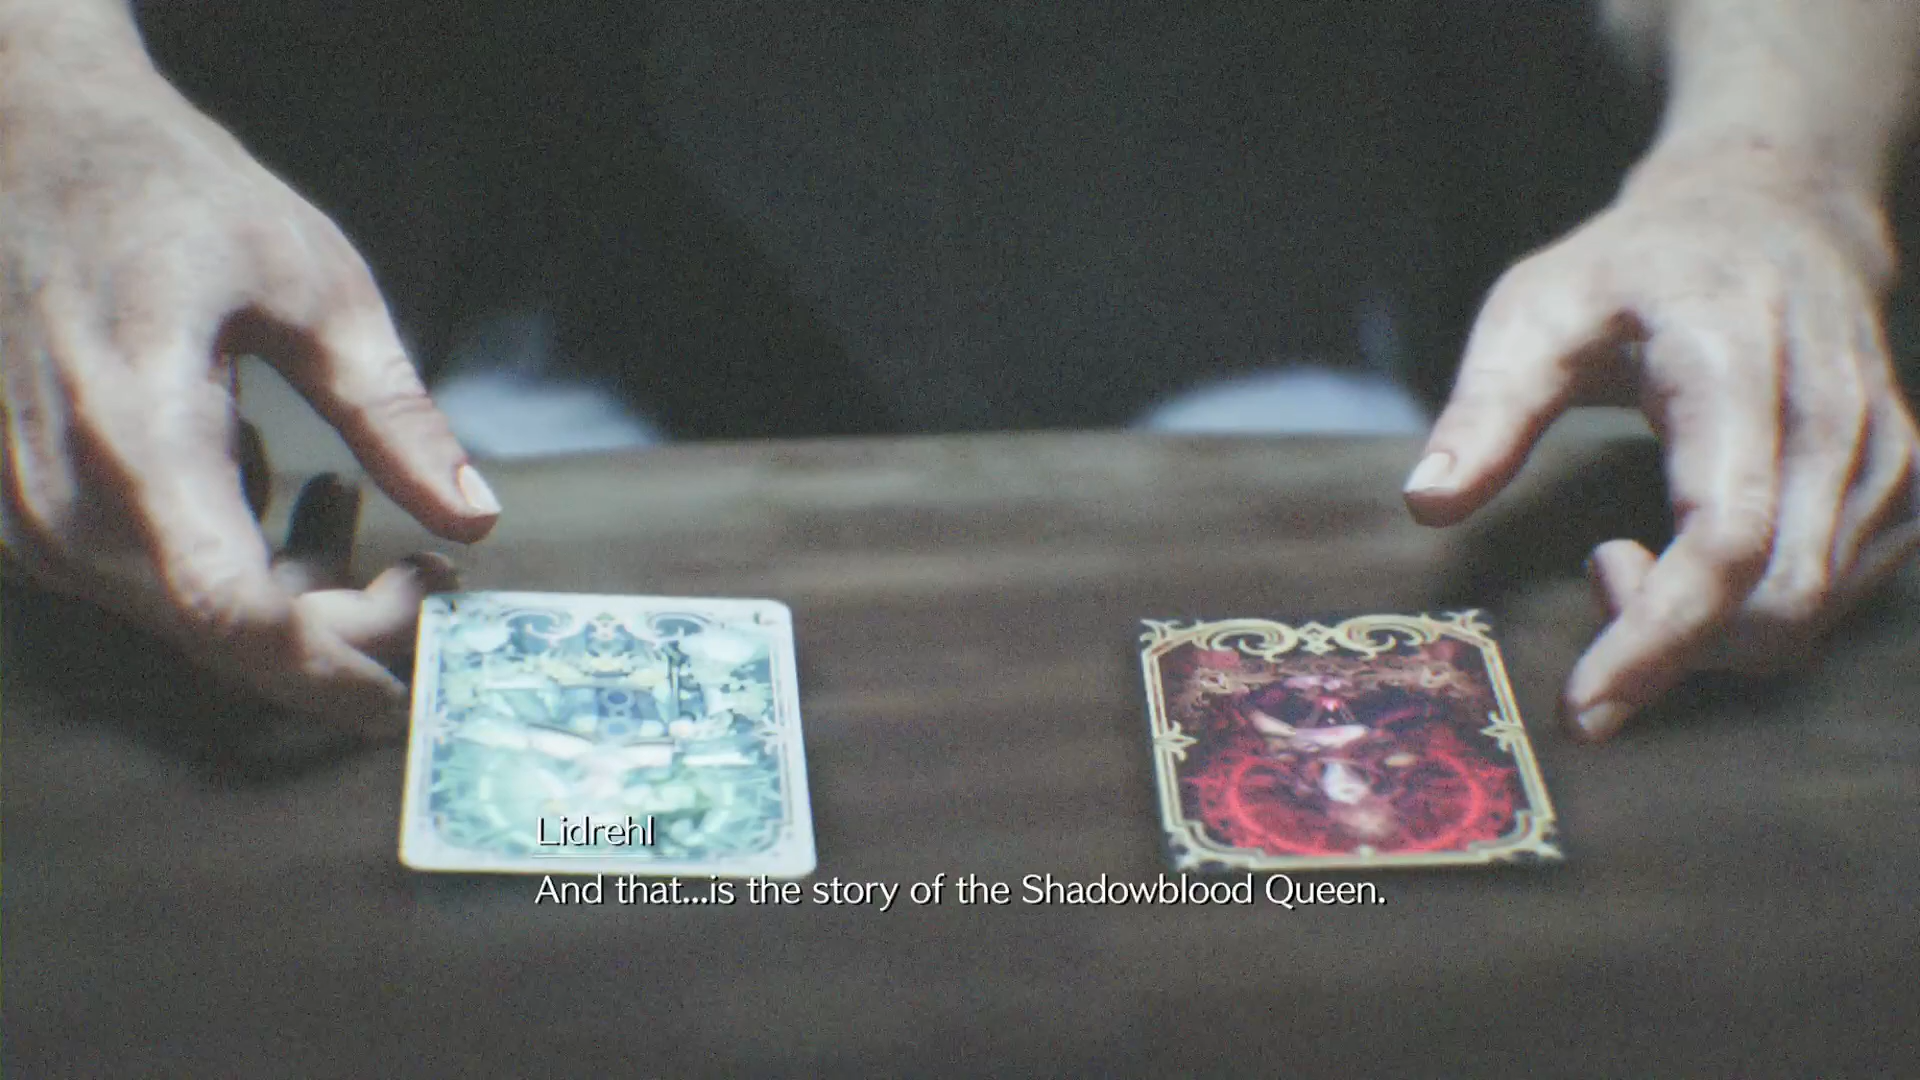 Lidrehl
And that...is the story of the Shadowblood Queen.